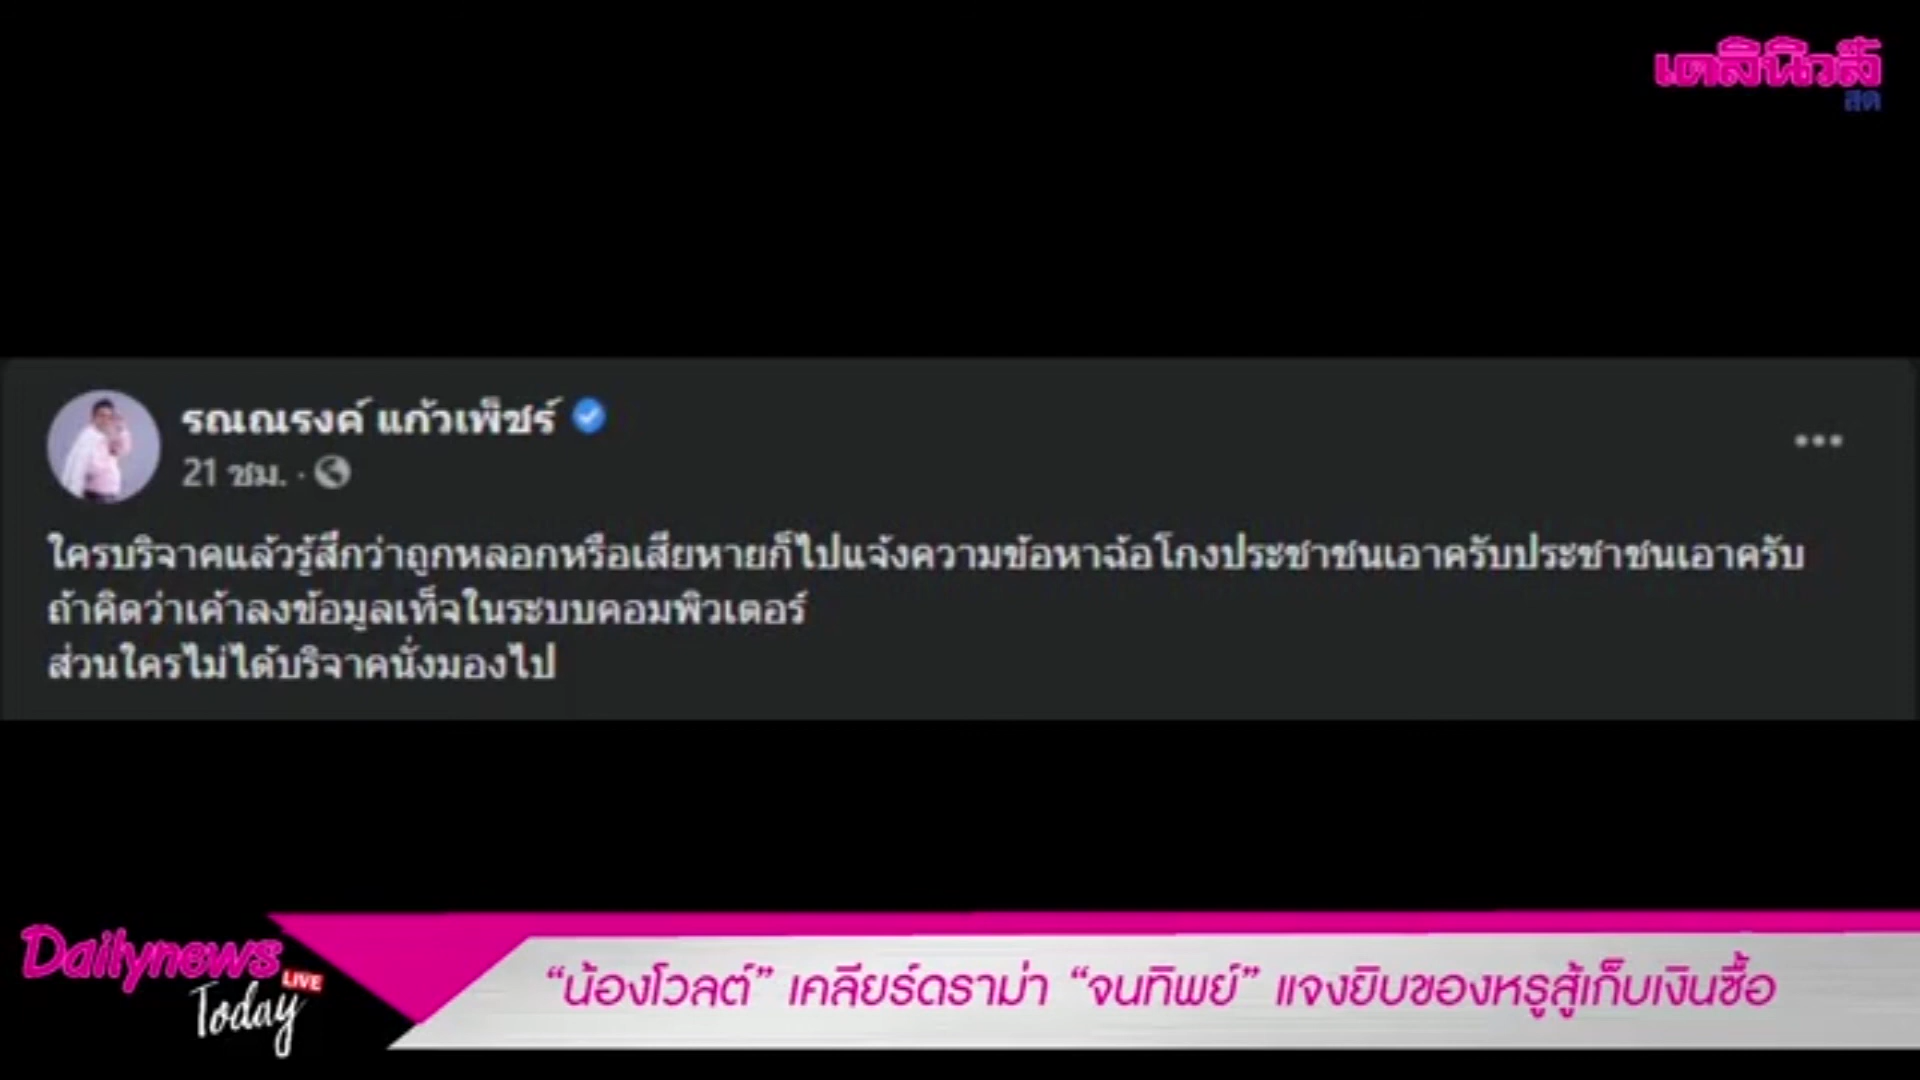 เดลินิวส์
สด
รณณรงค์ แก้วเพ็ชร์
21 ชม. ·
ใครบริจาคแล้วรู้สึกว่าถูกหลอกหรือเสียหายก็ไปแจ้งความข้อหาฉ้อโกงประชาชนเอาครับประชาชนเอาครับ
ถ้าคิดว่าเค้าลงข้อมูลเท็จในระบบคอมพิวเตอร์
ส่วนใครไม่ได้บริจาคนั่งมองไป
Dailynews
LIVE
Today
“น้องโวลต์” เคลียร์ดราม่า “จนทิพย์” แจงยิบของหรูสู้เก็บเงินซื้อ